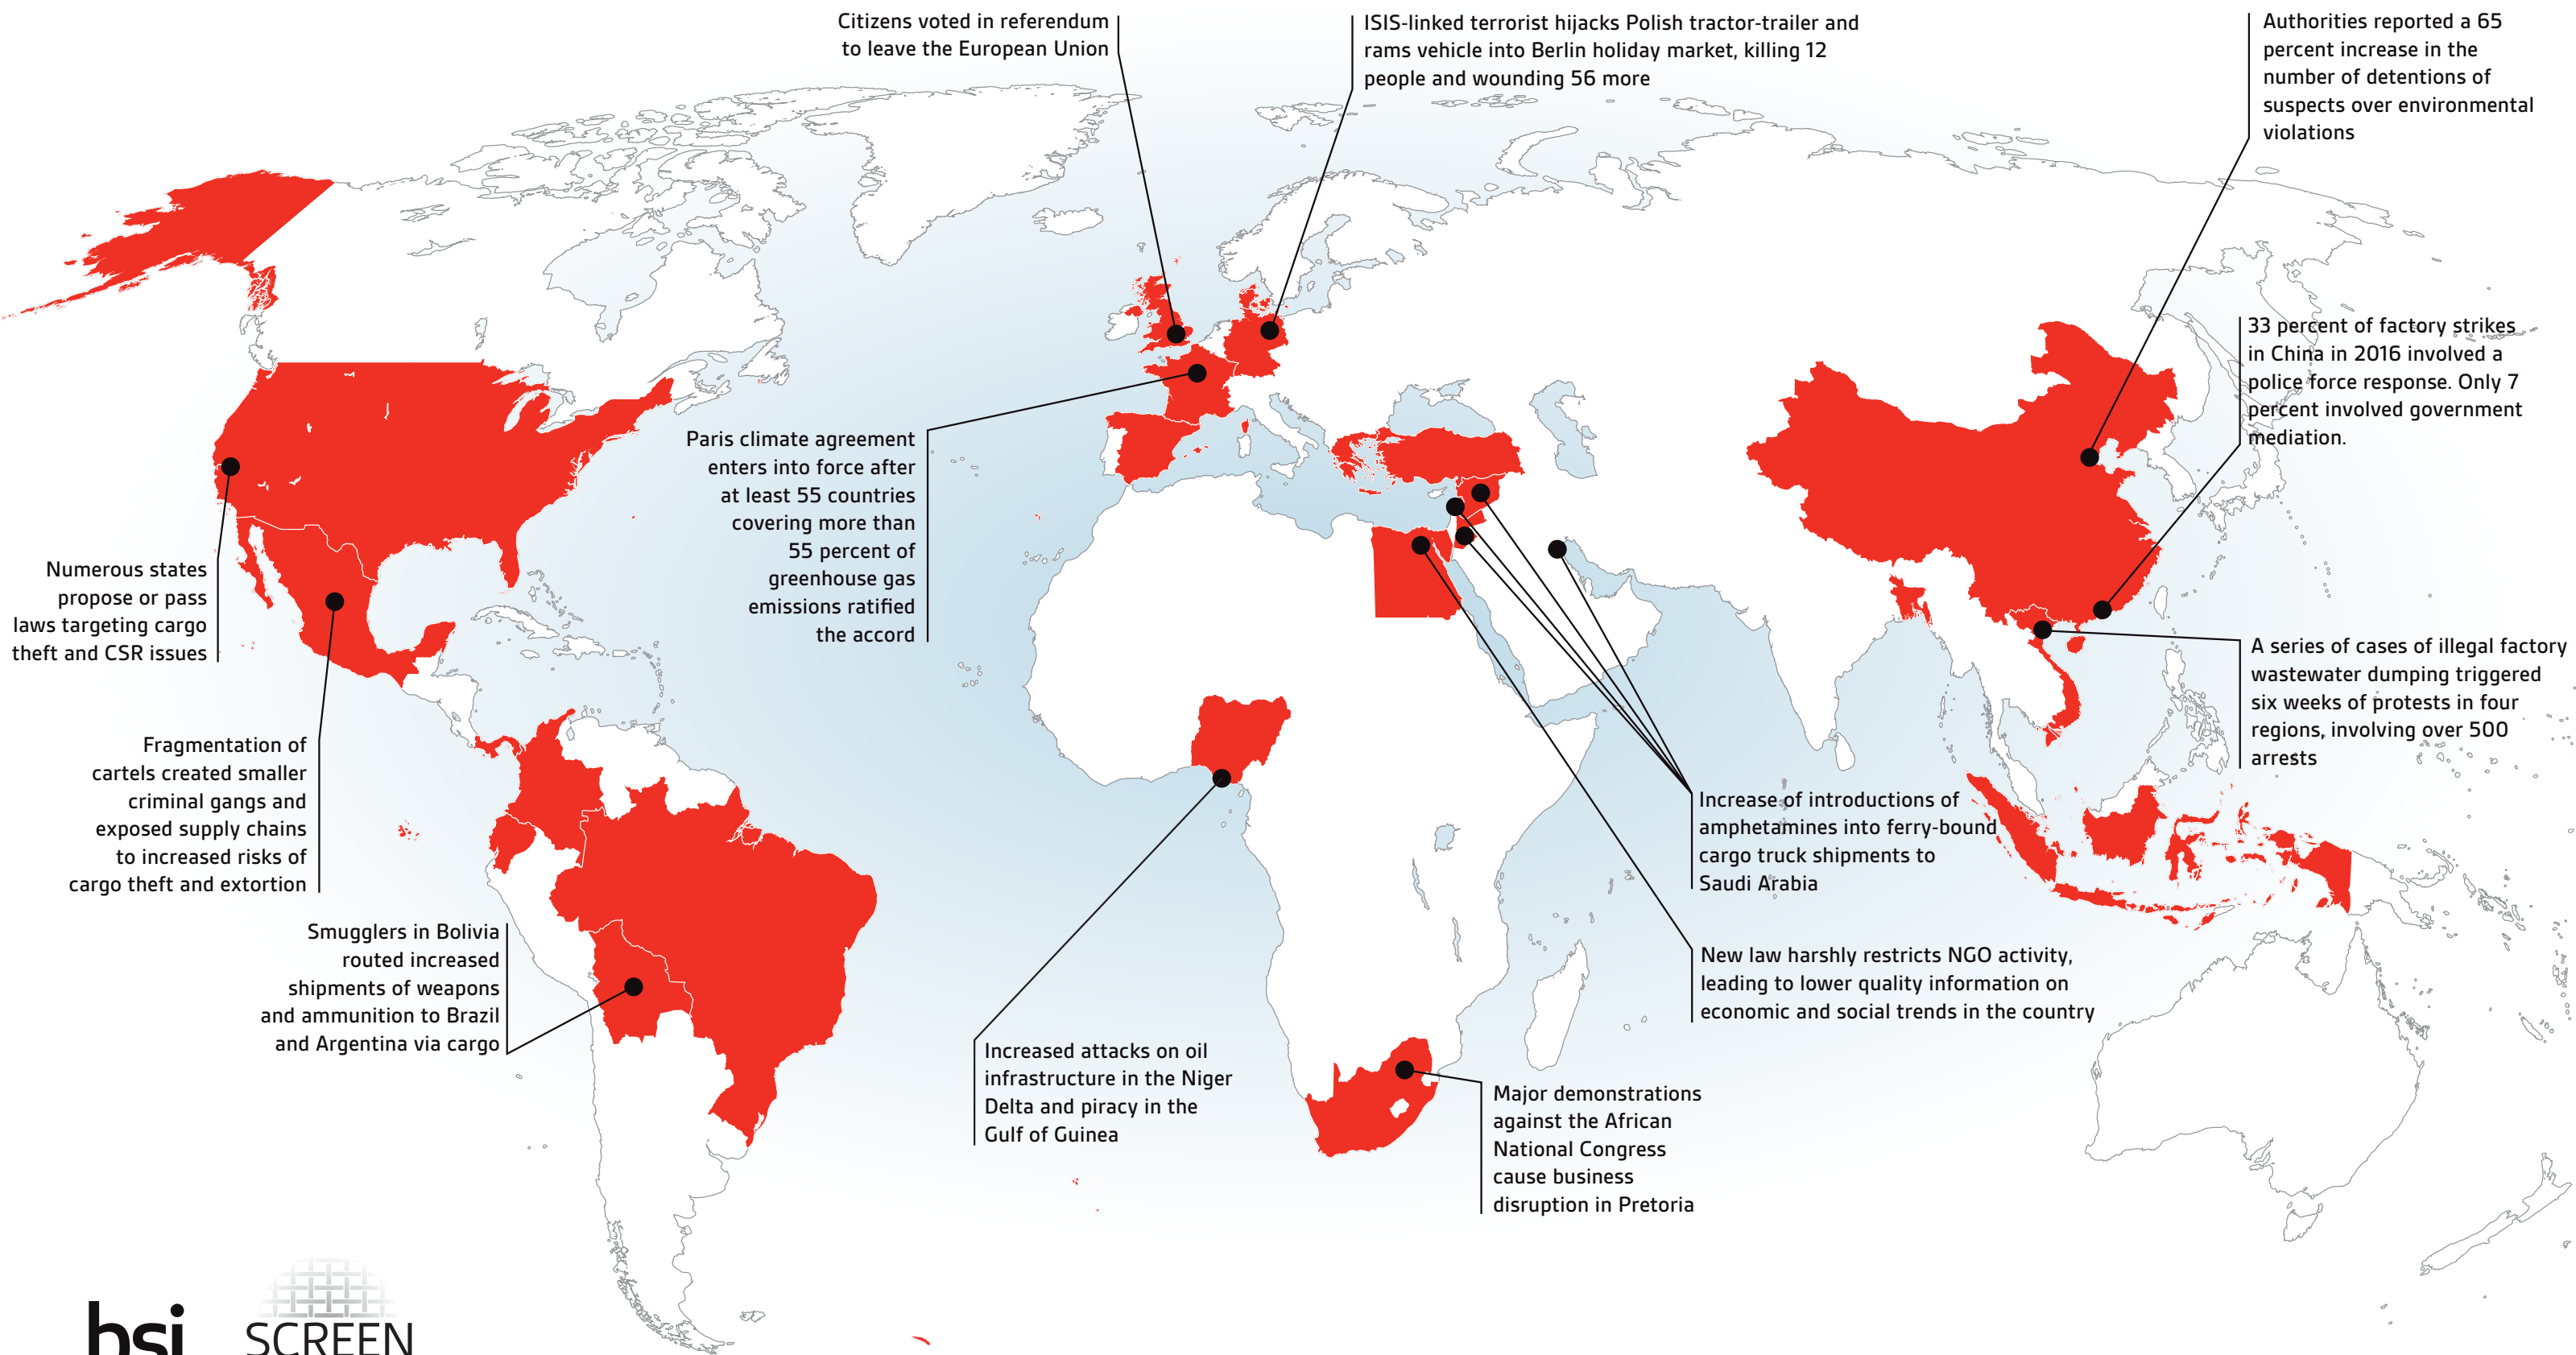 Citizens voted in referendum
to leave the European Union
ISIS-linked terrorist hijacks Polish tractor-trailer and
rams vehicle into Berlin holiday market, killing 12
people and wounding 56 more
Authorities reported a 65
percent increase in the
number of detentions of
suspects over environmental
violations
33 percent of factory strikes
in China in 2016 involved a
police force response. Only 7
percent involved government
mediation.
Paris climate agreement
enters into force after
at least 55 countries
covering more than
55 percent of
greenhouse gas
emissions ratified
the accord
Numerous states
propose or pass
laws targeting cargo
theft and CSR issues
A series of cases of illegal factory
wastewater dumping triggered
six weeks of protests in four
regions, involving over 500
arrests
Fragmentation of
cartels created smaller
criminal gangs and
exposed supply chains
to increased risks of
cargo theft and extortion
Increase of introductions of
amphetamines into ferry-bound
cargo truck shipments to
Saudi Arabia
Smugglers in Bolivia
routed increased
shipments of weapons
and ammunition to Brazil
and Argentina via cargo
New law harshly restricts NGO activity,
leading to lower quality information on
economic and social trends in the country
Increased attacks on oil
infrastructure in the Niger
Delta and piracy in the
Gulf of Guinea
Major demonstrations
against the African
National Congress
cause business
disruption in Pretoria
bsi
SCREEN